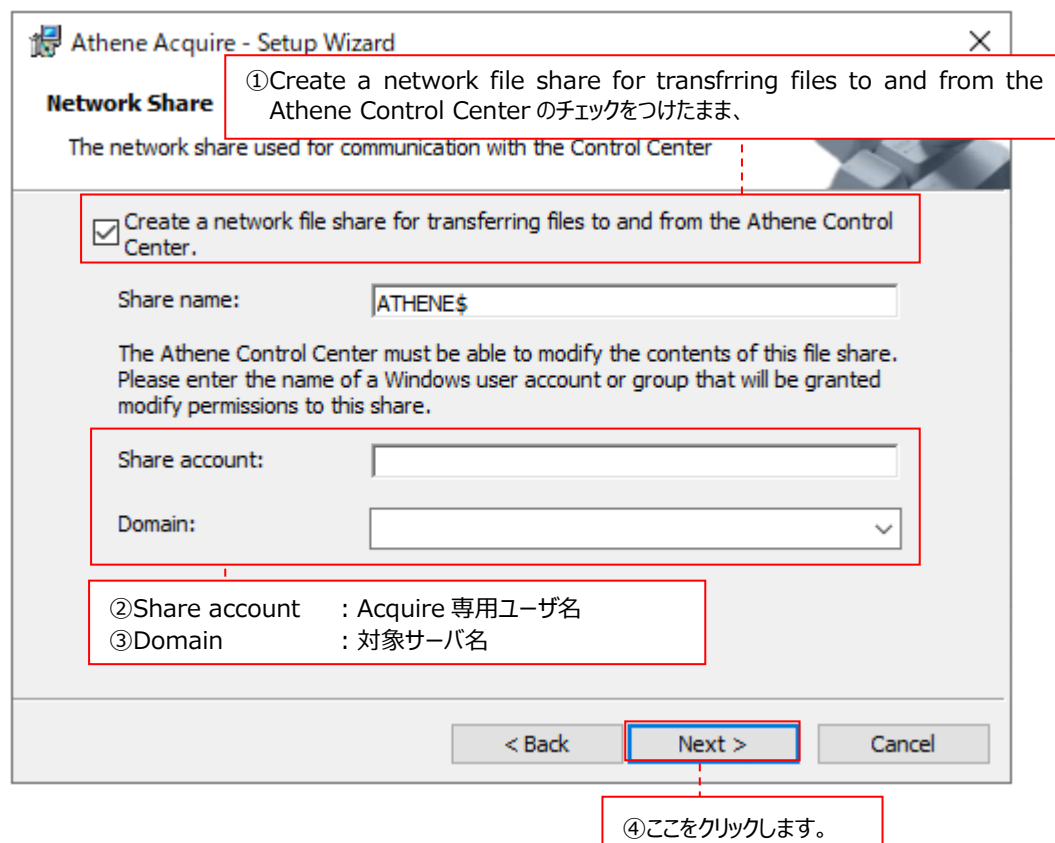 Athene Acquire - Setup Wizard
①Create a network file share for transfrring files to and from the
Athene Control Center のチェックをつけたまま、
Network Share
The network share used for communication with the Control Center
Create a network file share for transferring files to and from the Athene Control
Center.
Share name: ATHENE$
The Athene Control Center must be able to modify the contents of this file share.
Please enter the name of a Windows user account or group that will be granted
modify permissions to this share.
Share account:
Domain:
②Share account : Acquire 専用ユーザ名
③Domain : 対象サーバ名
< Back Next > Cancel
④ここをクリックします。